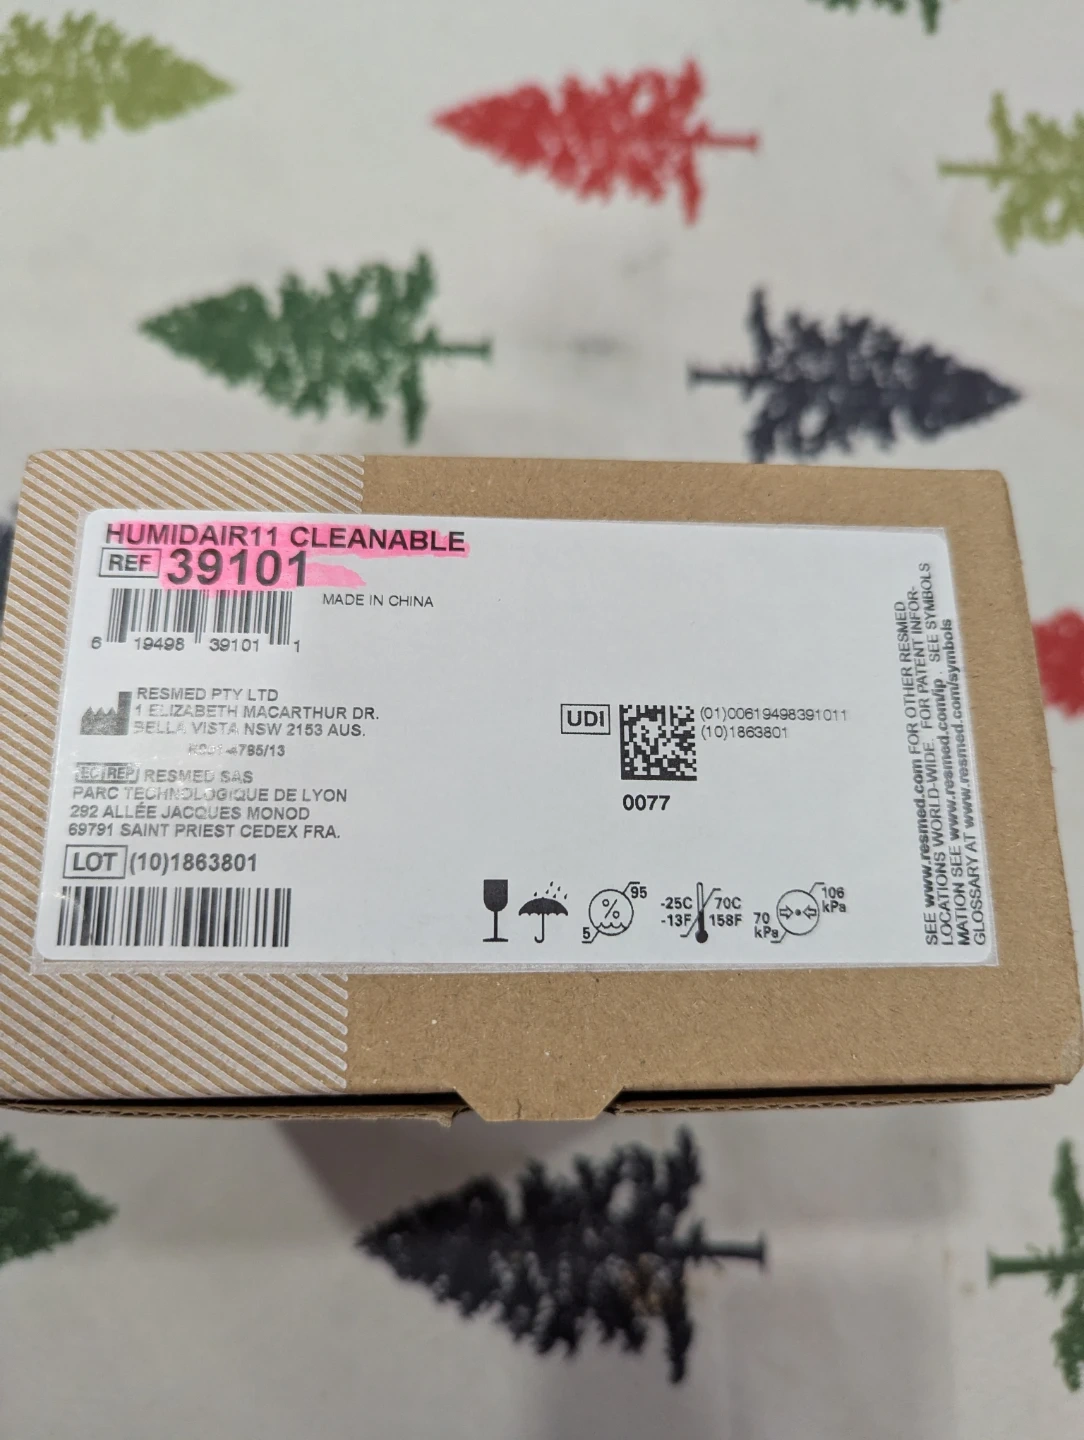 HUMIDAIR11 CLEANABLE
REF 39101
MADE IN CHINA
6 19498 39101 1
RESMED PTY LTD
1 ELIZABETH MACARTHUR DR.
BELLA VISTA NSW 2153 AUS.
4785/13
EC REP RESMED SAS
PARC TECHNOLOGIQUE DE LYON
292 ALLÉE JACQUES MONOD
69791 SAINT PRIEST CEDEX FRA.
LOT (10)1863801
UDI (01)00619498391011
(10)1863801
0077
95
%
5
-25C 70C
-13F 158F
106
kPa
70
kPa
SEE www.resmed.com FOR OTHER RESMED
LOCATIONS WORLD-WIDE. FOR PATENT INFOR-
MATION SEE www.resmed.com/ip . SEE SYMBOLS
GLOSSARY AT www.resmed.com/symbols